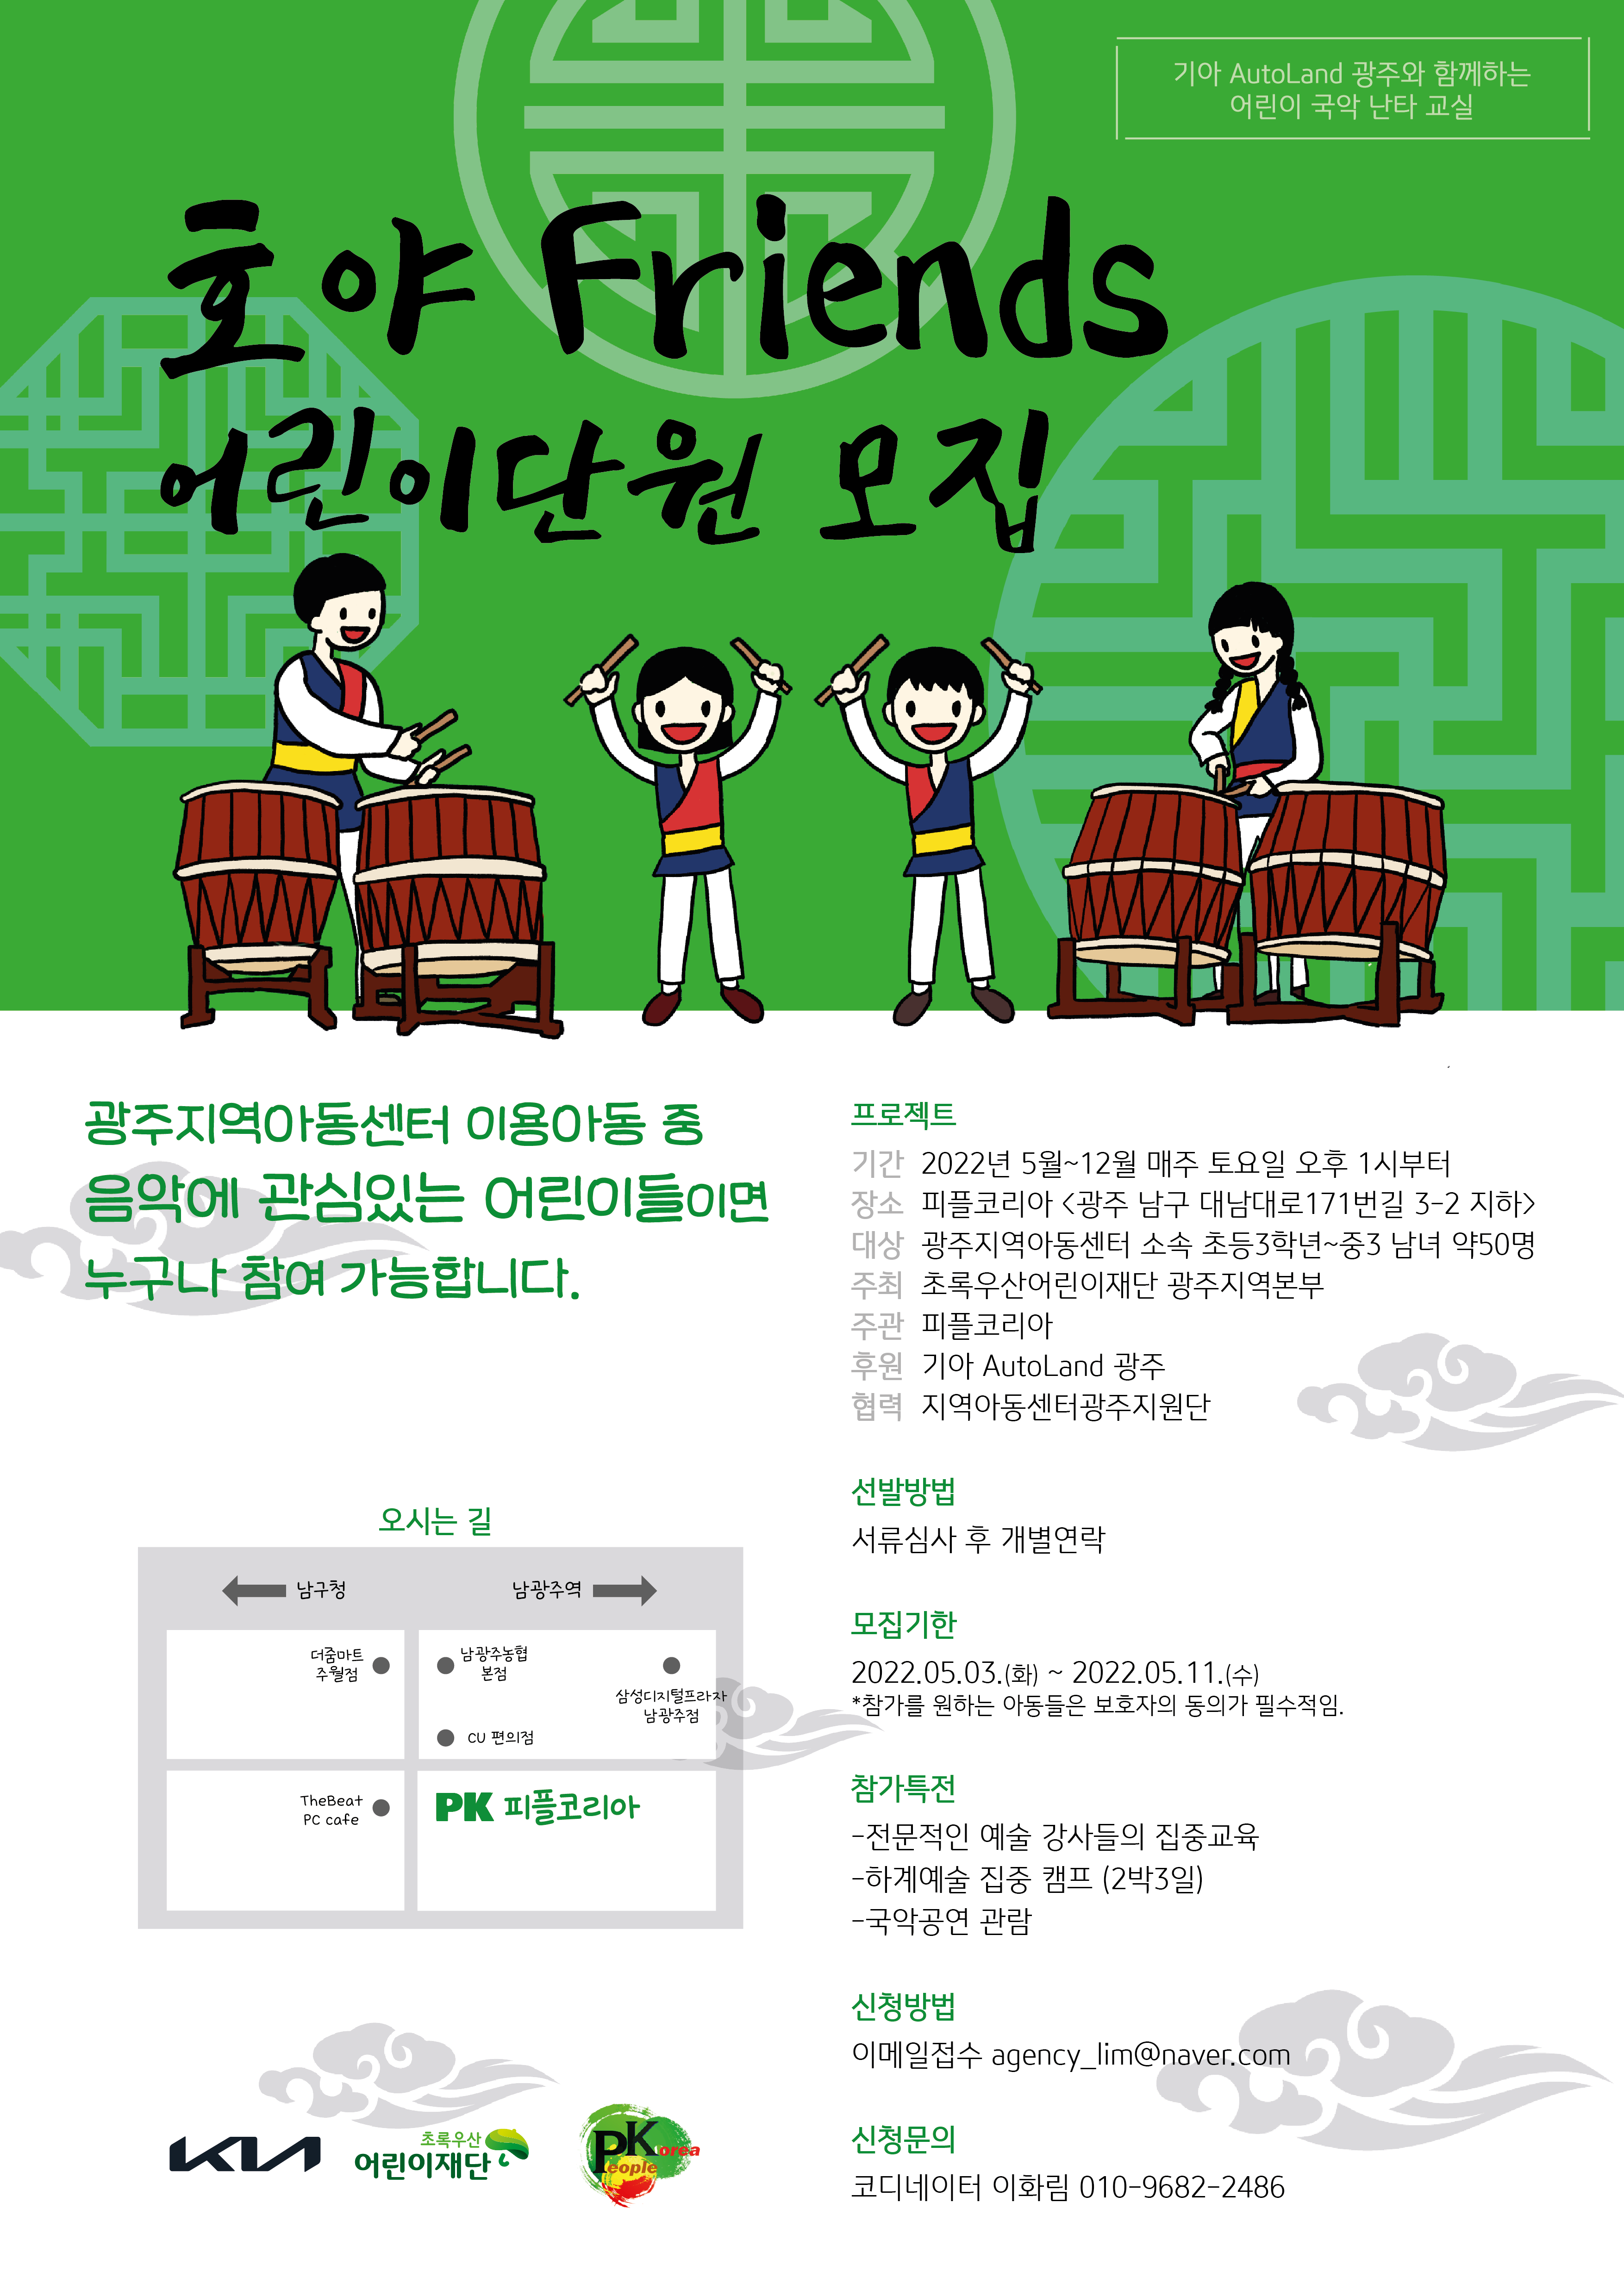 기아 AutoLand 광주와 함께하는
어린이 국악 난타 교실
호야 Friends
어린이단원 모집
광주지역아동센터 이용아동 중
음악에 관심있는 어린이들이면
누구나 참여 가능합니다.
프로젝트
기간 2022년 5월~12월 매주 토요일 오후 1시부터
장소 피플코리아 <광주 남구 대남대로171번길 3-2 지하>
대상 광주지역아동센터 소속 초등3학년~중3 남녀 약50명
주최 초록우산어린이재단 광주지역본부
주관 피플코리아
후원 기아 AutoLand 광주
협력 지역아동센터광주지원단
선발방법
서류심사 후 개별연락
모집기한
2022.05.03.(화) ~ 2022.05.11.(수)
*참가를 원하는 아동들은 보호자의 동의가 필수적임.
참가특전
-전문적인 예술 강사들의 집중교육
-하계예술 집중 캠프 (2박3일)
-국악공연 관람
신청방법
이메일접수 agency_lim@naver.com
신청문의
코디네이터 이화림 010-9682-2486
오시는 길
남구청
남광주역
더줌마트
주월점
남광주농협
본점
삼성디지털프라자
남광주점
CU 편의점
TheBeat
PC cafe
PK 피플코리아
KIA
초록우산
어린이재단
PKorea
People